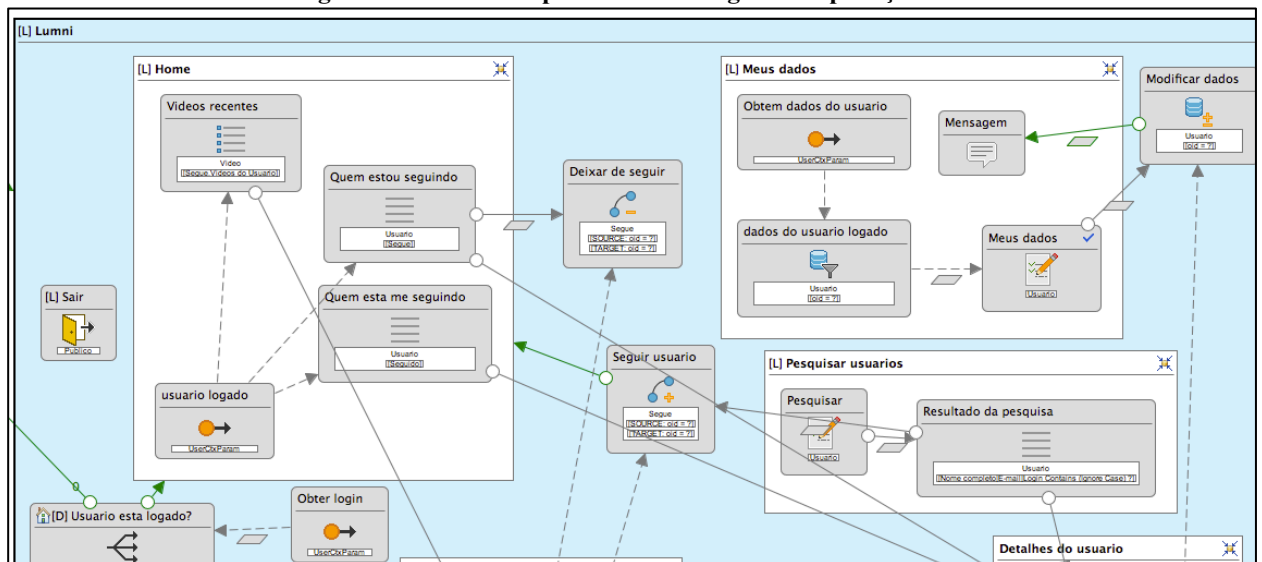 [L] Lumni
[L] Home
Videos recentes
Video
[Segue.Videos do Usuario]
Quem estou seguindo
Usuario
[Segue]
Quem esta me seguindo
Usuario
[Seguido]
usuario logado
UserCtxParam
[L] Sair
Publico
Deixar de seguir
Segue
[SOURCE: oid = ?]
[TARGET: oid = ?]
Seguir usuario
Segue
[SOURCE: oid = ?]
[TARGET: oid = ?]
[L] Meus dados
Obtem dados do usuario
UserCtxParam
Mensagem
dados do usuario logado
Usuario
[oid = ?]
Meus dados
[Usuario]
Modificar dados
Usuario
[oid = ?]
[L] Pesquisar usuarios
Pesquisar
[Usuario]
Resultado da pesquisa
Usuario
[Nome completo|E-mail|Login Contains (Ignore Case) ?]
[D] Usuario esta logado?
Obter login
UserCtxParam
Detalhes do usuario